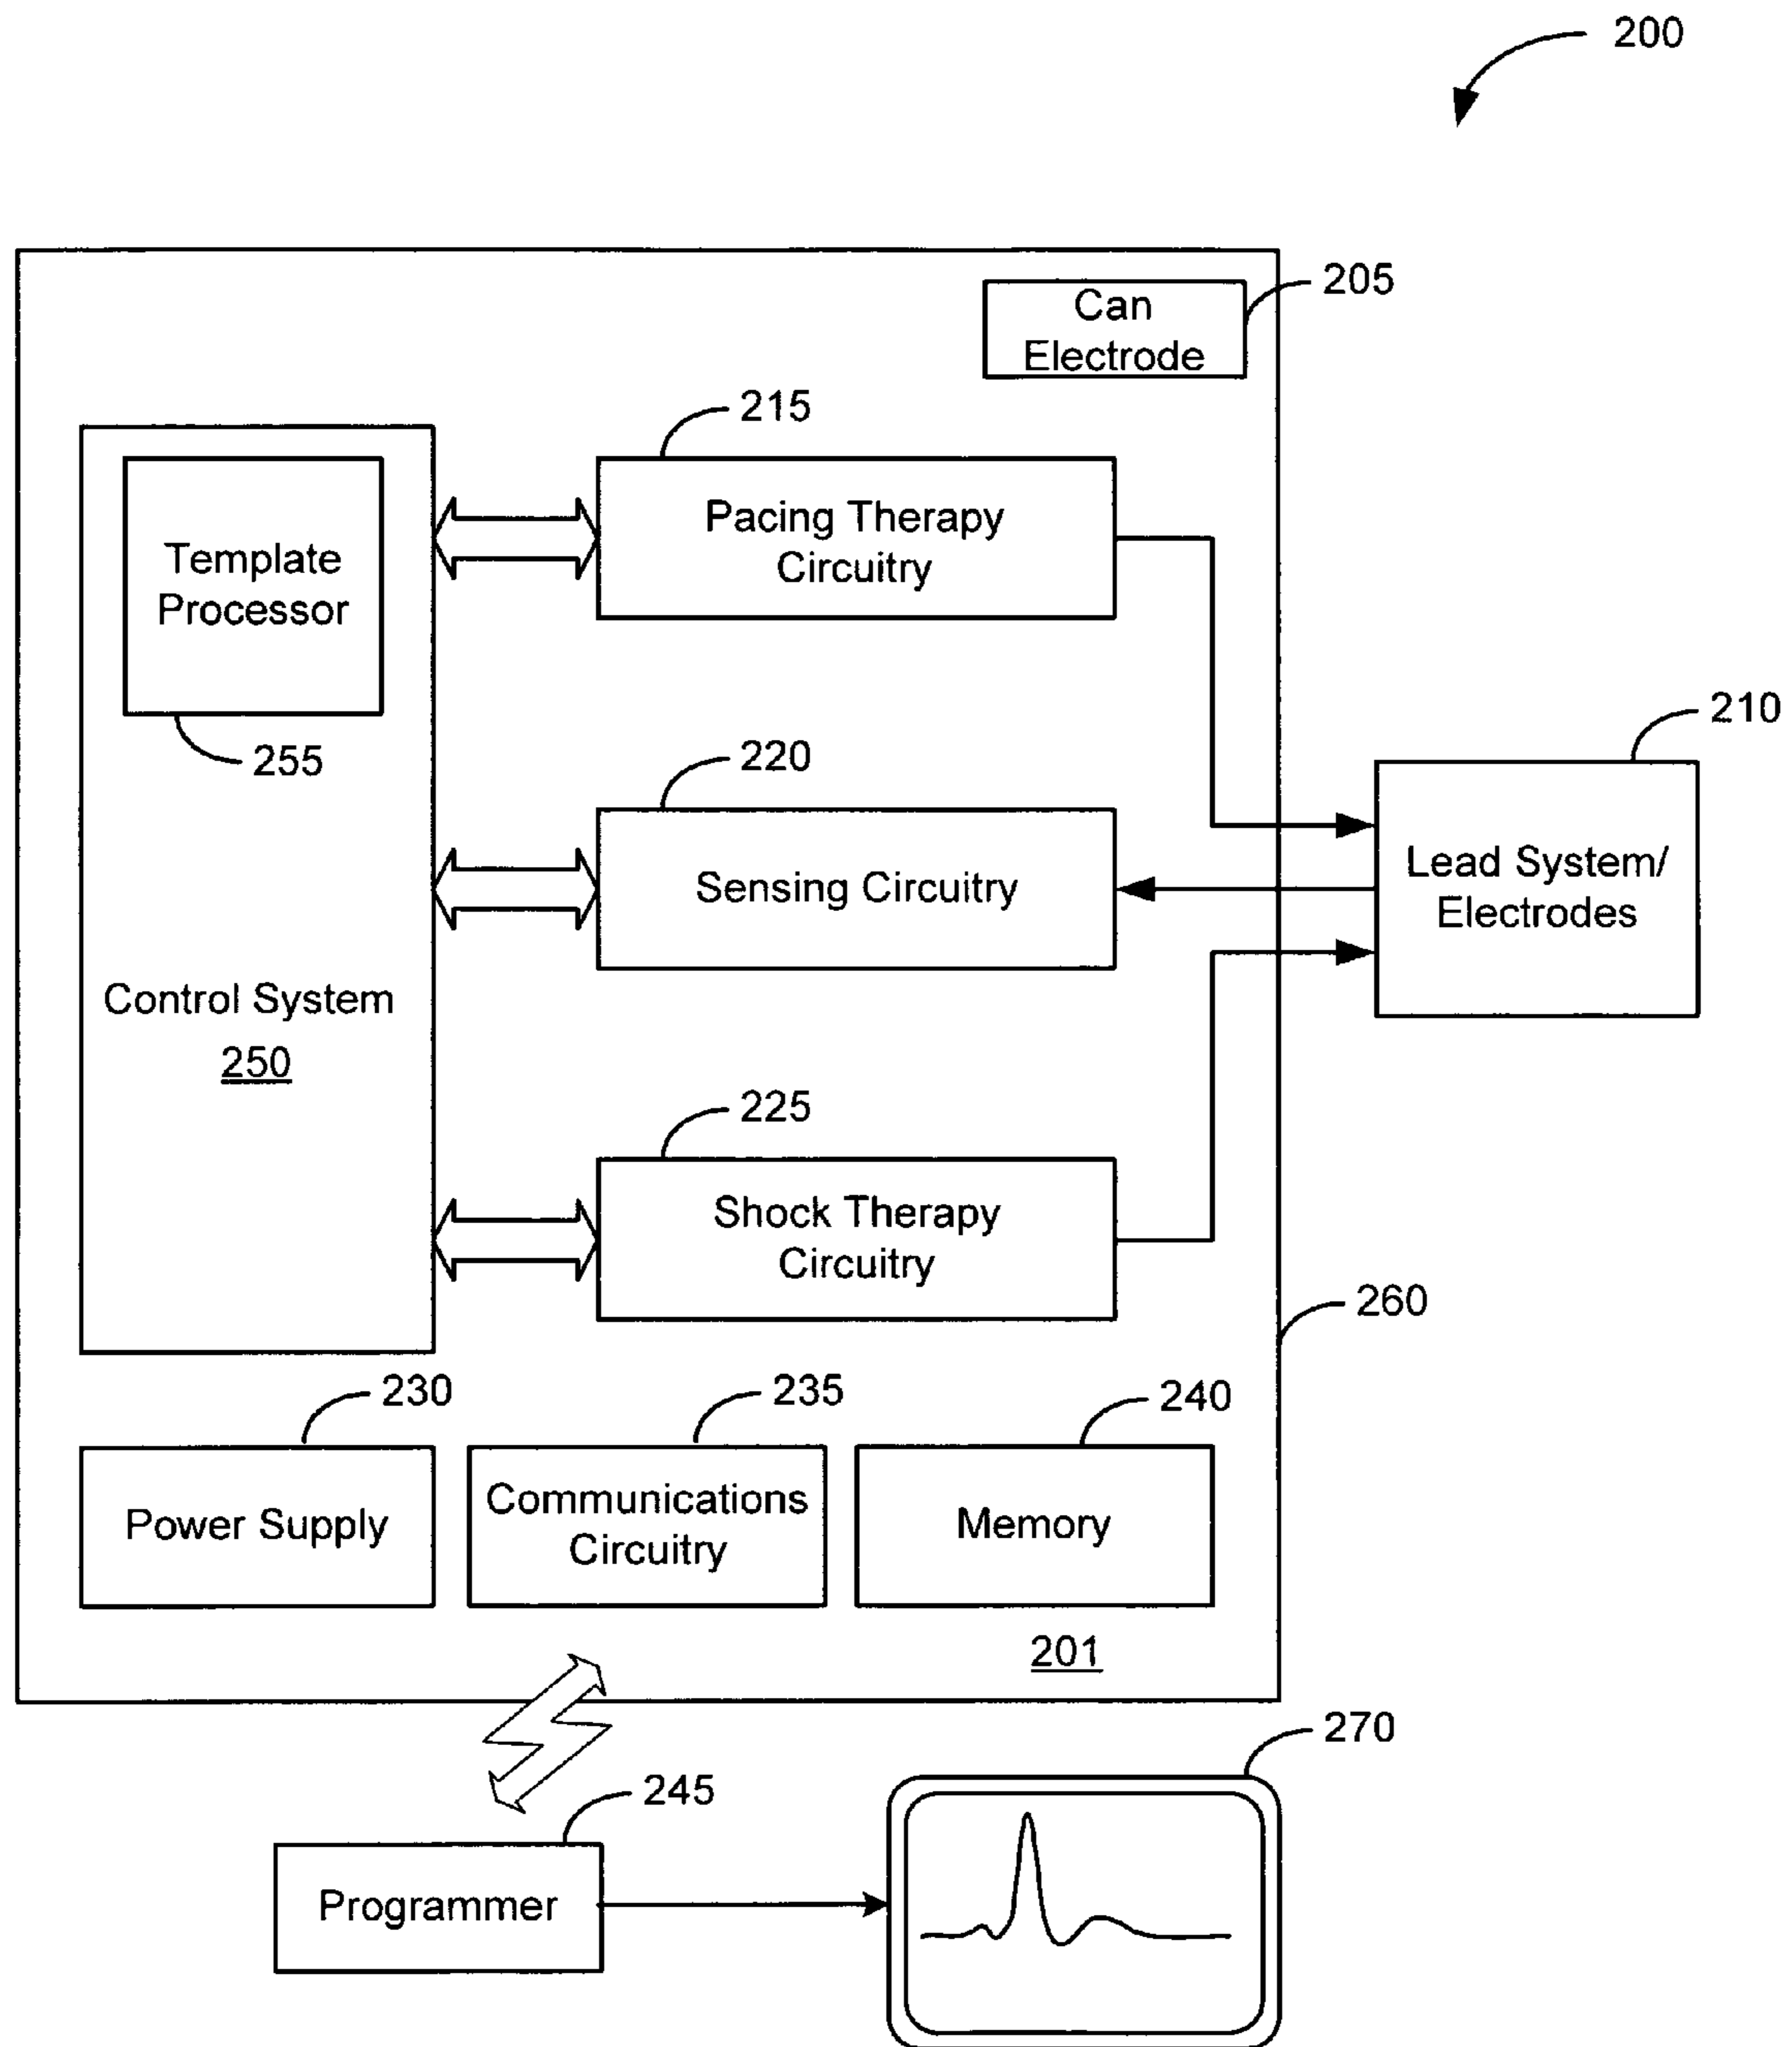 200
205
Can
Electrode
215
Pacing Therapy
Circuitry
Template
Processor
255
210
220
Lead System/
Electrodes
Sensing Circuitry
Control System
250
225
Shock Therapy
Circuitry
260
230
235
240
Power Supply
Communications
Circuitry
Memory
201
270
245
Programmer